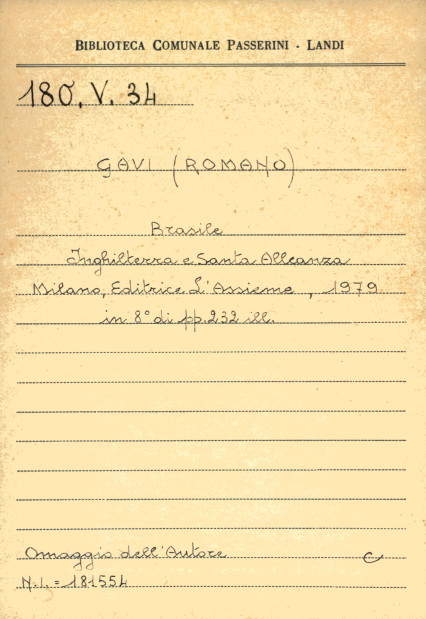 BIBLIOTECA COMUNALE PASSERINI - LANDI
180. V. 34
GAVI (ROMANO)
Brasile
Inghilterra e Santa Alleanza
Milano, Editrice L'Assieme, 1979
in 8° di pp. 232 ill.
Omaggio dell'Autore C
N.I. = 181554